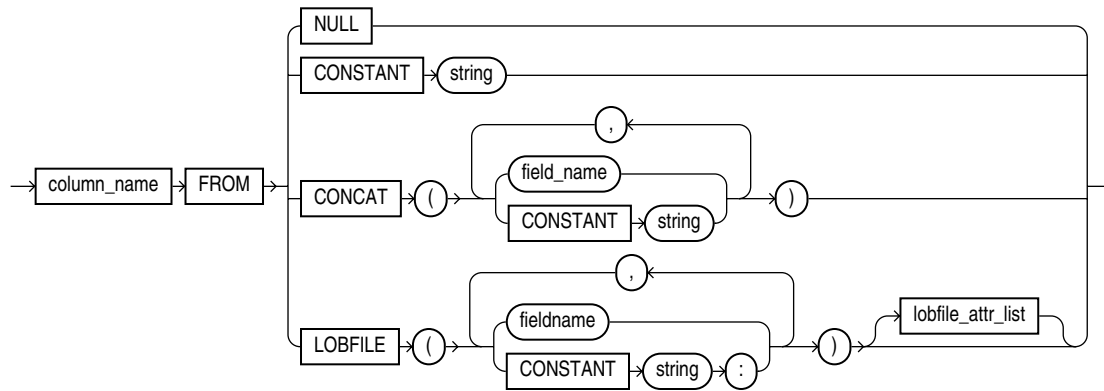 NULL
CONSTANT string
,
column_name FROM
field_name
CONCAT ( )
CONSTANT string
,
fieldname
lobfile_attr_list
LOBFILE ( )
CONSTANT string :